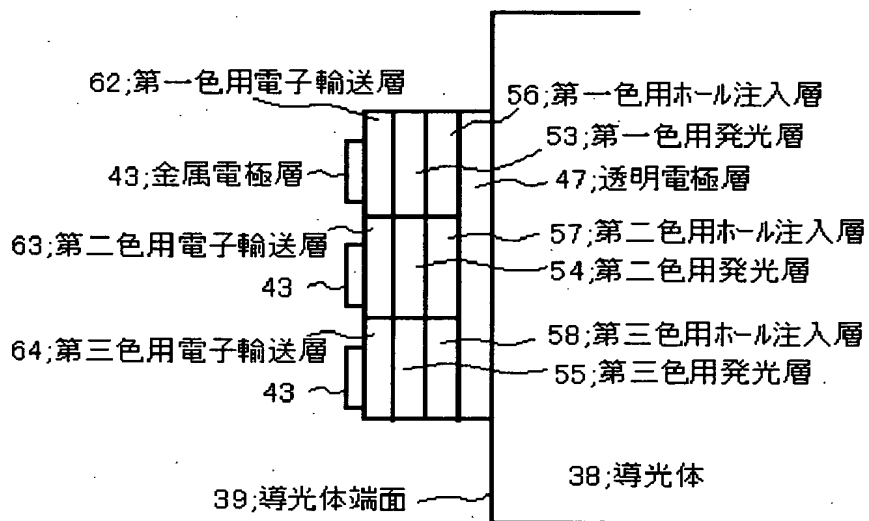 62;第一色用電子輸送層
56;第一色用ホール注入層
53;第一色用発光層
43;金属電極層
47;透明電極層
63;第二色用電子輸送層
57;第二色用ホール注入層
54;第二色用発光層
43
64;第三色用電子輸送層
58;第三色用ホール注入層
55;第三色用発光層
43
38;導光体
39;導光体端面